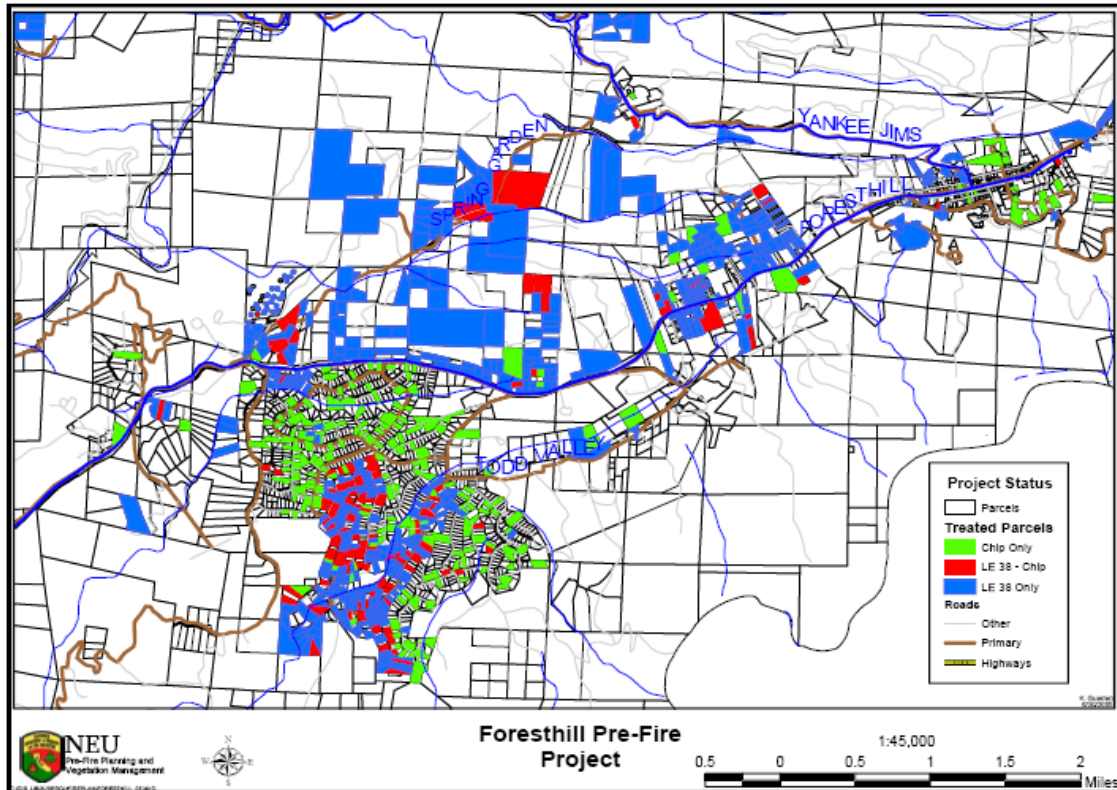 YANKEE JIMS
SPRING GARDEN
FORESTHILL
TODD VALLEY
Project Status
Parcels
Treated Parcels
Chip Only
LE 38 - Chip
LE 38 Only
Roads
Other
Primary
Highways
NEU
Pre-Fire Planning and
Vegetation Management
N
W E
S
Foresthill Pre-Fire
Project
1:45,000
0.5 0 0.5 1 1.5 2
Miles